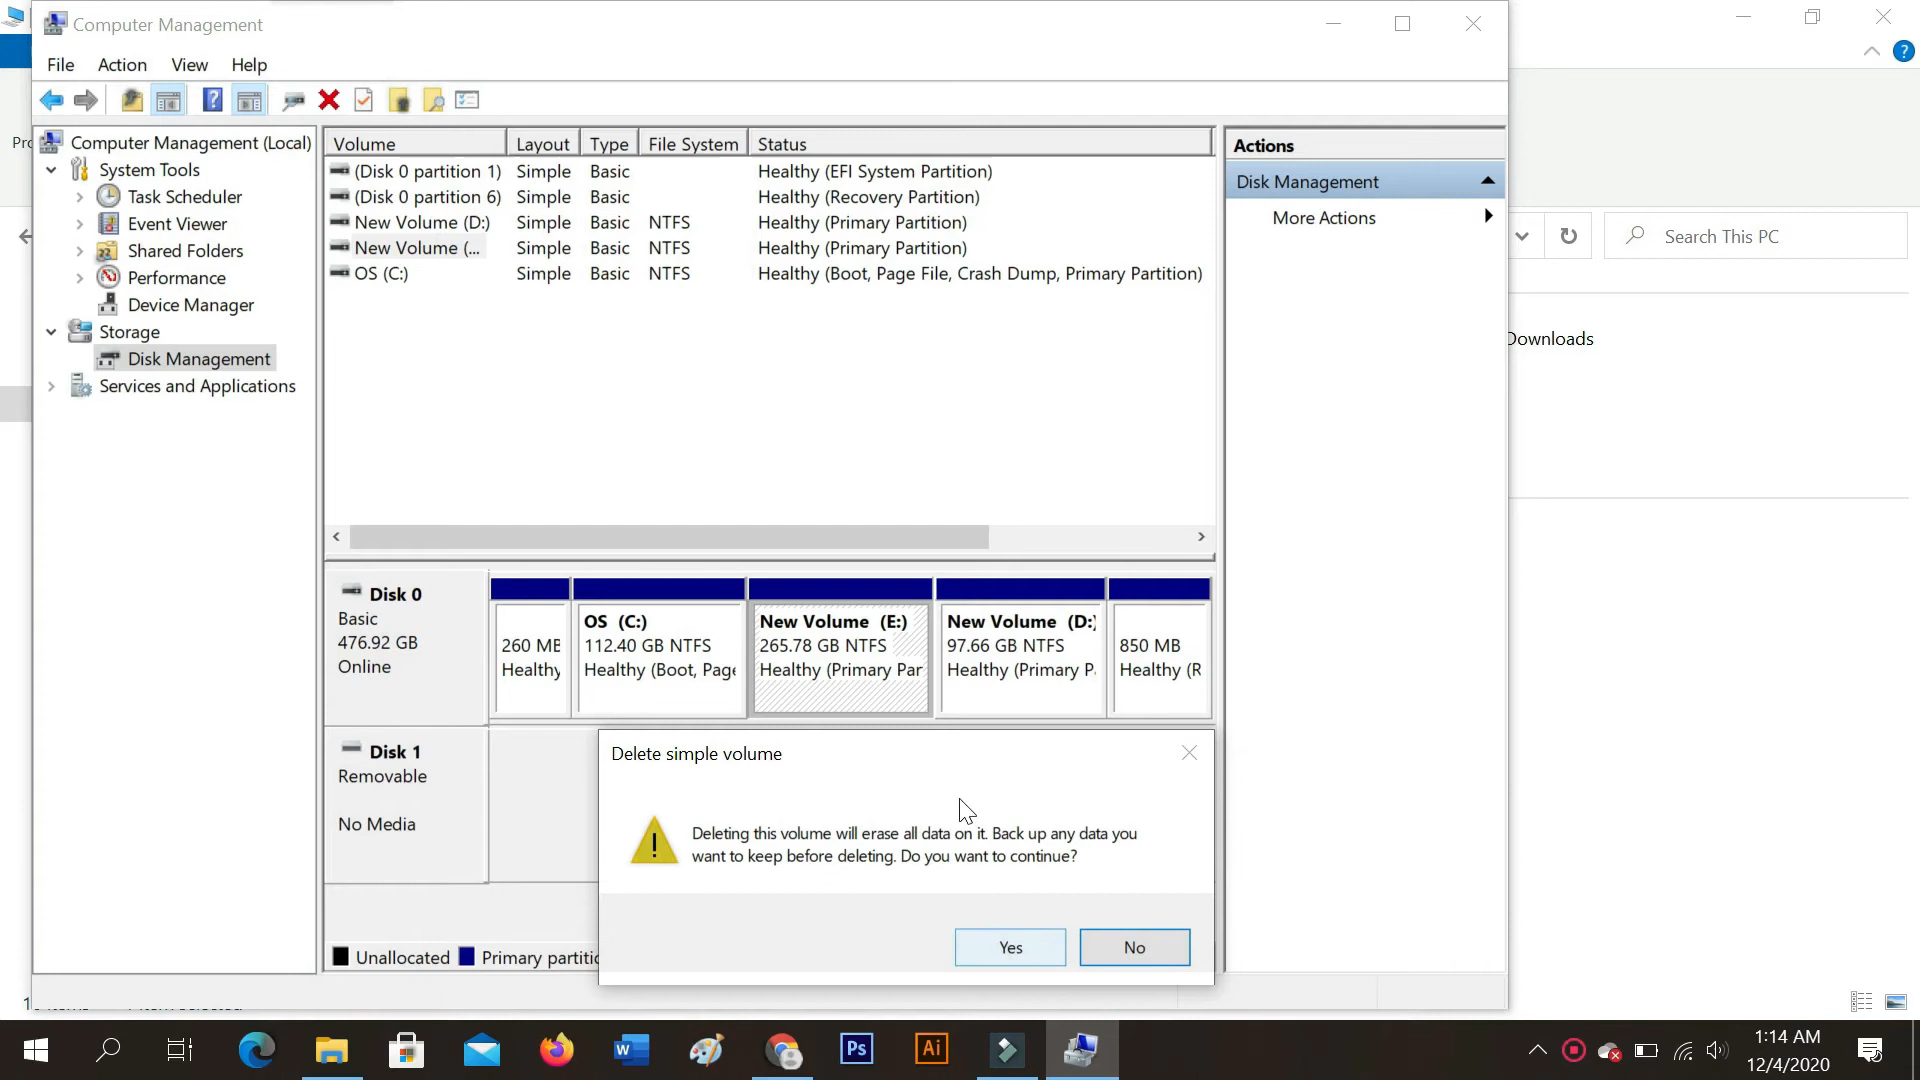 Computer Management
File Action View Help
Computer Management (Local)
System Tools
Task Scheduler
Event Viewer
Shared Folders
Performance
Device Manager
Storage
Disk Management
Services and Applications
Volume Layout Type File System Status
(Disk 0 partition 1) Simple Basic Healthy (EFI System Partition)
(Disk 0 partition 6) Simple Basic Healthy (Recovery Partition)
New Volume (D:) Simple Basic NTFS Healthy (Primary Partition)
New Volume (... Simple Basic NTFS Healthy (Primary Partition)
OS (C:) Simple Basic NTFS Healthy (Boot, Page File, Crash Dump, Primary Partition)
Actions
Disk Management
More Actions
Search This PC
Downloads
Disk 0
Basic
476.92 GB
Online
260 MB
Healthy
OS (C:)
112.40 GB NTFS
Healthy (Boot, Page
New Volume (E:)
265.78 GB NTFS
Healthy (Primary Par
New Volume (D:)
97.66 GB NTFS
Healthy (Primary P
850 MB
Healthy (R
Disk 1
Removable
No Media
Delete simple volume
Deleting this volume will erase all data on it. Back up any data you
want to keep before deleting. Do you want to continue?
Yes No
Unallocated Primary partitio
Ps Ai
1:14 AM
12/4/2020